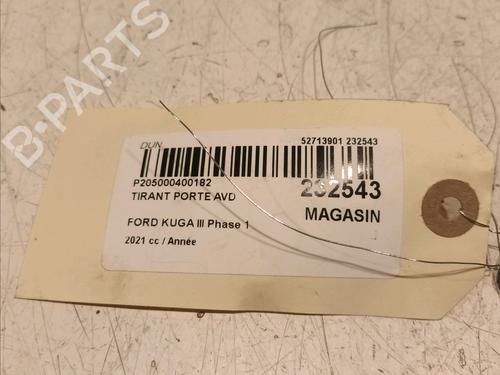 B-PARTS
DUN
52713901 232543
P205000400182
TIRANT PORTE AVD
232543
MAGASIN
FORD KUGA III Phase 1
2021 cc / Année